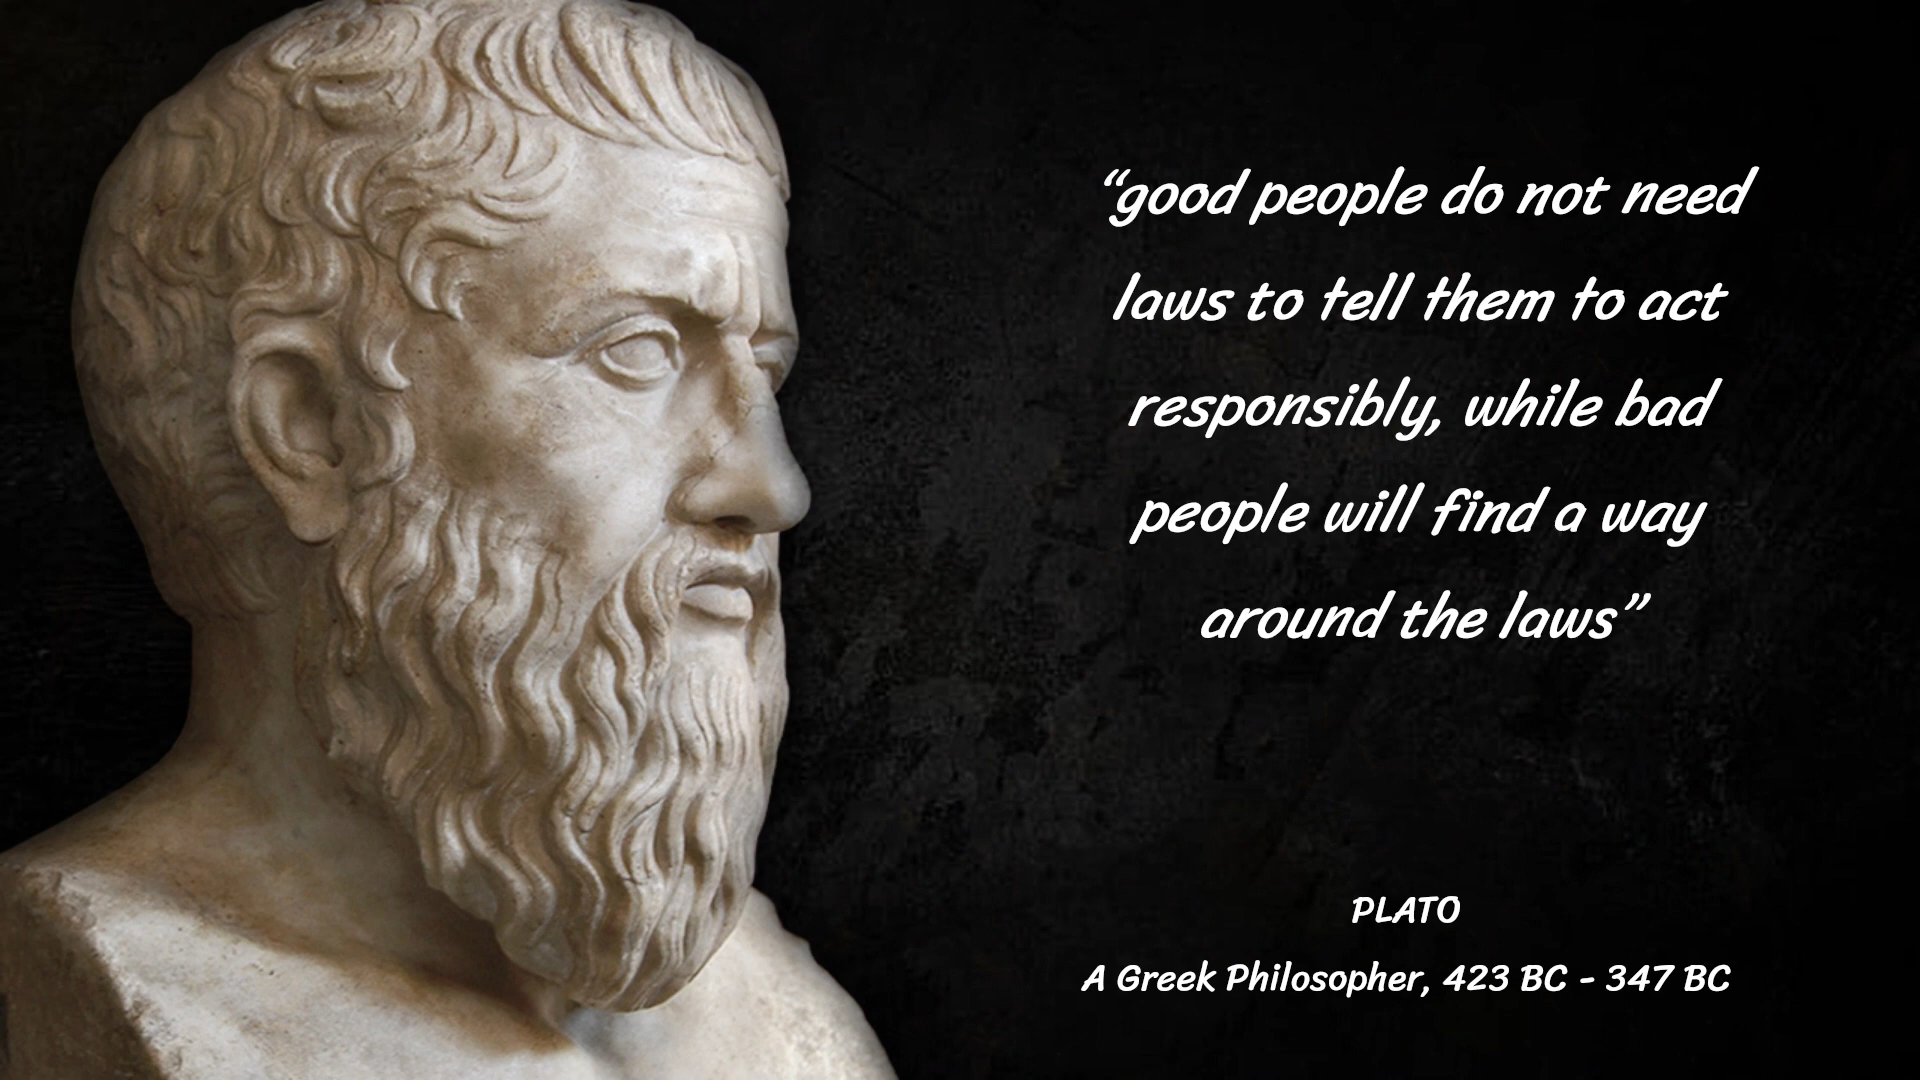 “good people do not need
laws to tell them to act
responsibly, while bad
people will find a way
around the laws”
PLATO
A Greek Philosopher, 423 BC - 347 BC